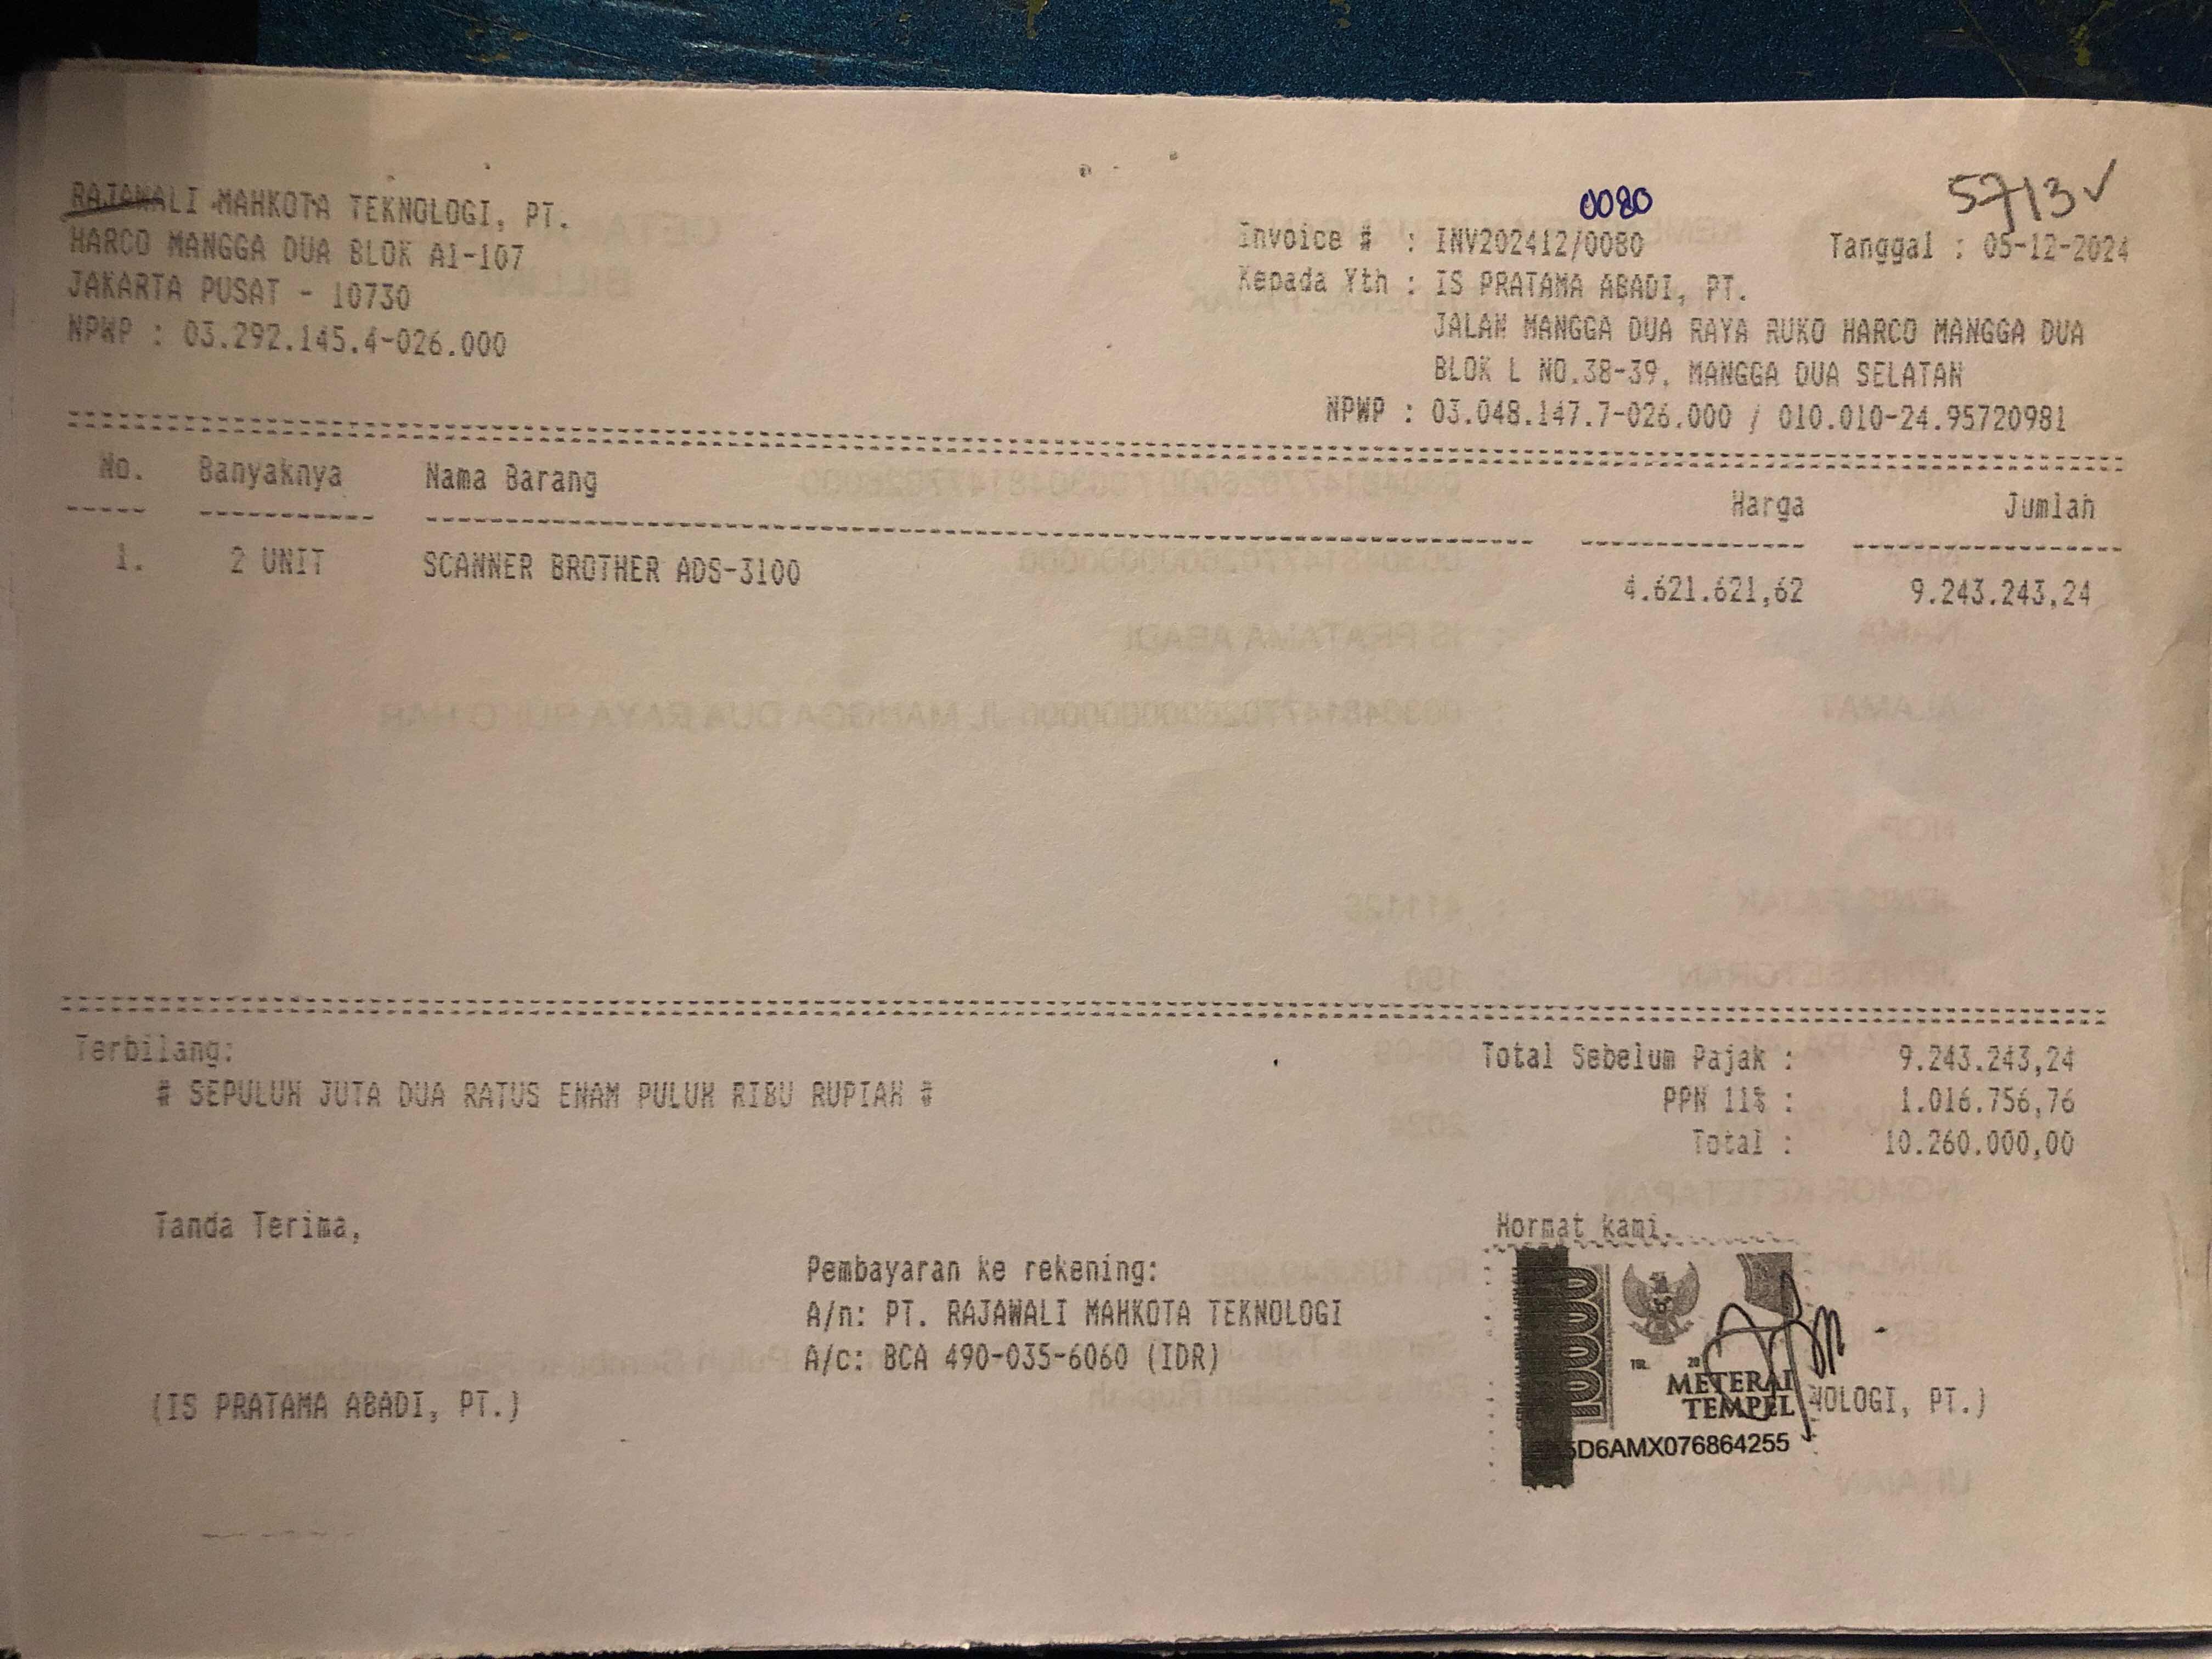 RAJAWALI MAHKOTA TEKNOLOGI, PT.
HARCO MANGGA DUA BLOK A1-107
JAKARTA PUSAT - 10730
NPWP : 03.292.145.4-026.000
0080
5713✓
Invoice # : INV202412/0080 Tanggal : 05-12-2024
Kepada Yth : IS PRATAMA ABADI, PT.
JALAN MANGGA DUA RAYA RUKO HARCO MANGGA DUA
BLOK L NO.38-39, MANGGA DUA SELATAN
NPWP : 03.048.147.7-026.000 / 010.010-24.95720981
No. Banyaknya Nama Barang Harga Jumlah
1. 2 UNIT SCANNER BROTHER ADS-3100 4.621.621,62 9.243.243,24
Terbilang:
# SEPULUH JUTA DUA RATUS ENAM PULUH RIBU RUPIAH #
Total Sebelum Pajak : 9.243.243,24
PPN 11% : 1.016.756,76
Total : 10.260.000,00
Tanda Terima,
(IS PRATAMA ABADI, PT.)
Pembayaran ke rekening:
A/n: PT. RAJAWALI MAHKOTA TEKNOLOGI
A/c: BCA 490-035-6060 (IDR)
Hormat kami,
TGL. 20
METERAI
TEMPEL
NOLOGI, PT.)
5D6AMX076864255